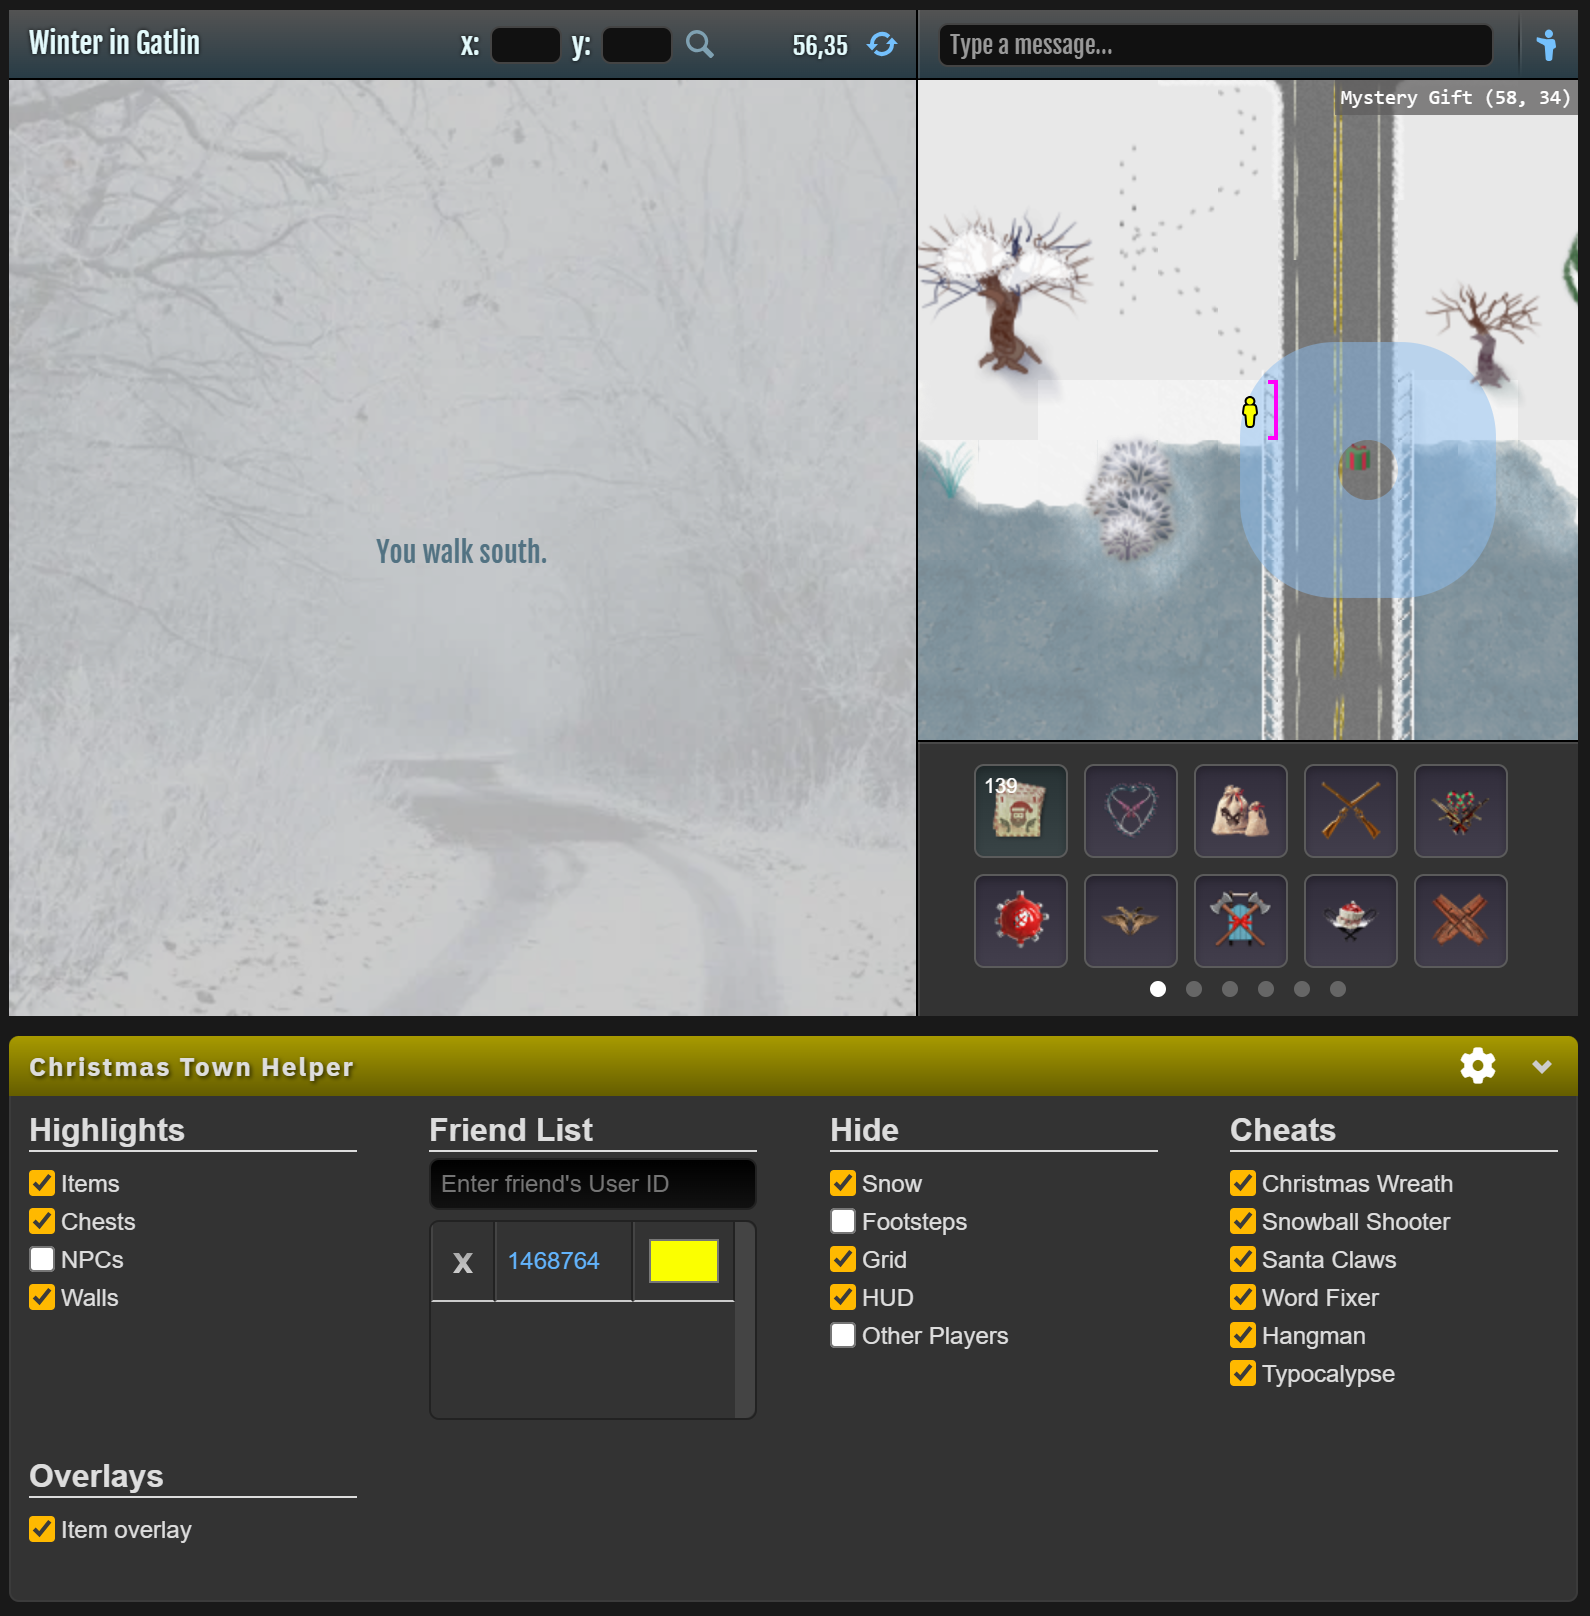 Winter in Gatlin
x:
y:
56,35
Type a message...
Mystery Gift (58, 34)
You walk south.
139
Christmas Town Helper
Highlights
Items
Chests
NPCs
Walls
Friend List
Enter friend's User ID
X
1468764
Hide
Snow
Footsteps
Grid
HUD
Other Players
Cheats
Christmas Wreath
Snowball Shooter
Santa Claws
Word Fixer
Hangman
Typocalypse
Overlays
Item overlay